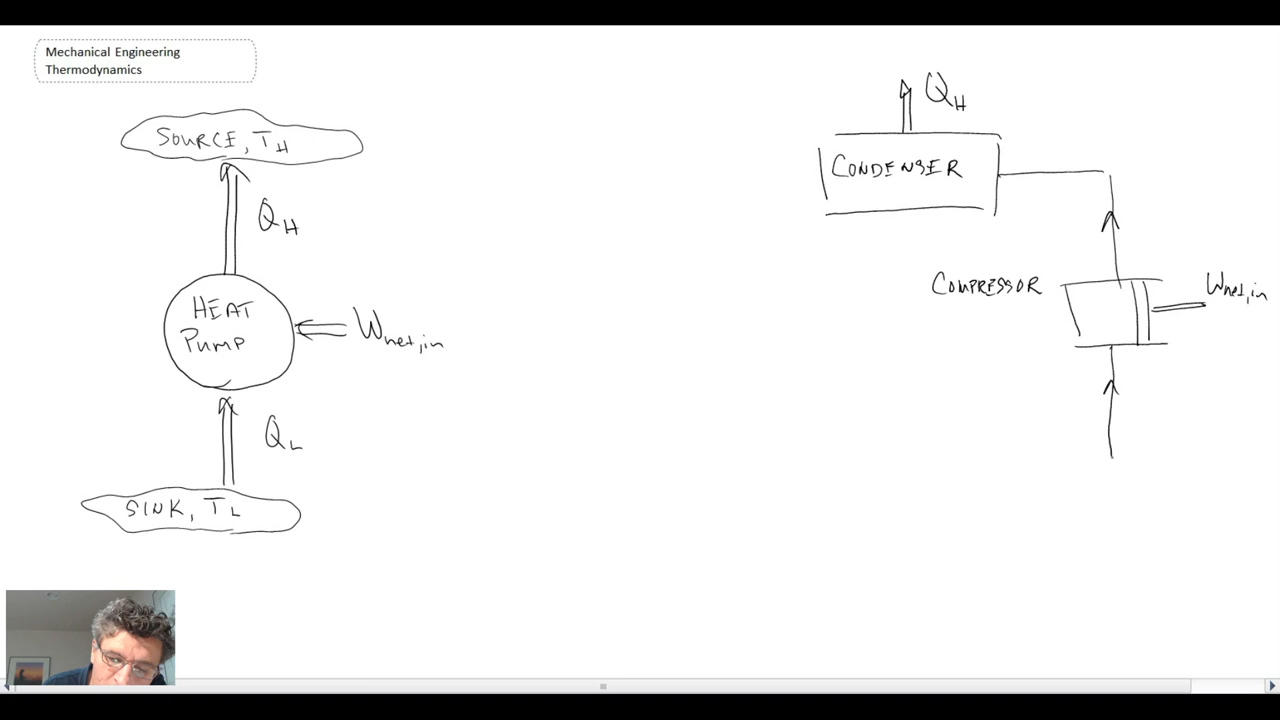 Mechanical Engineering
Thermodynamics
SOURCE, TH
QH
HEAT
PUMP
Wnet,in
QL
SINK, TL
QH
CONDENSER
COMPRESSOR
Wnet,in